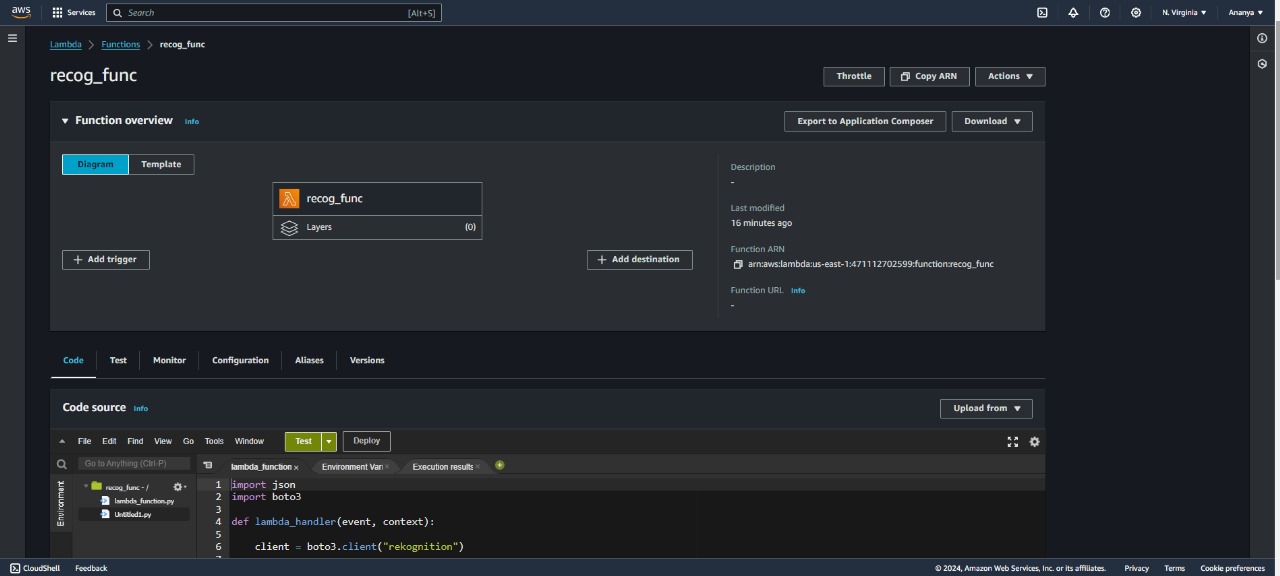 aws Services Search [Alt+S] N. Virginia ▼ Ananya ▼
Lambda > Functions > recog_func
recog_func
Throttle Copy ARN Actions ▼
▼ Function overview Info
Export to Application Composer Download ▼
Diagram Template
recog_func
Layers (0)
+ Add trigger
+ Add destination
Description
-
Last modified
16 minutes ago
Function ARN
arn:aws:lambda:us-east-1:471112702599:function:recog_func
Function URL Info
-
Code Test Monitor Configuration Aliases Versions
Code source Info
Upload from ▼
File Edit Find View Go Tools Window Test Deploy
Go to Anything (Ctrl-P)
lambda_function × Environment Vari × Execution results ×
Environment
recog_func - /
lambda_function.py
Untitled1.py
1 import json
2 import boto3
3
4 def lambda_handler(event, context):
5
6 client = boto3.client("rekognition")
CloudShell Feedback © 2024, Amazon Web Services, Inc. or its affiliates. Privacy Terms Cookie preferences